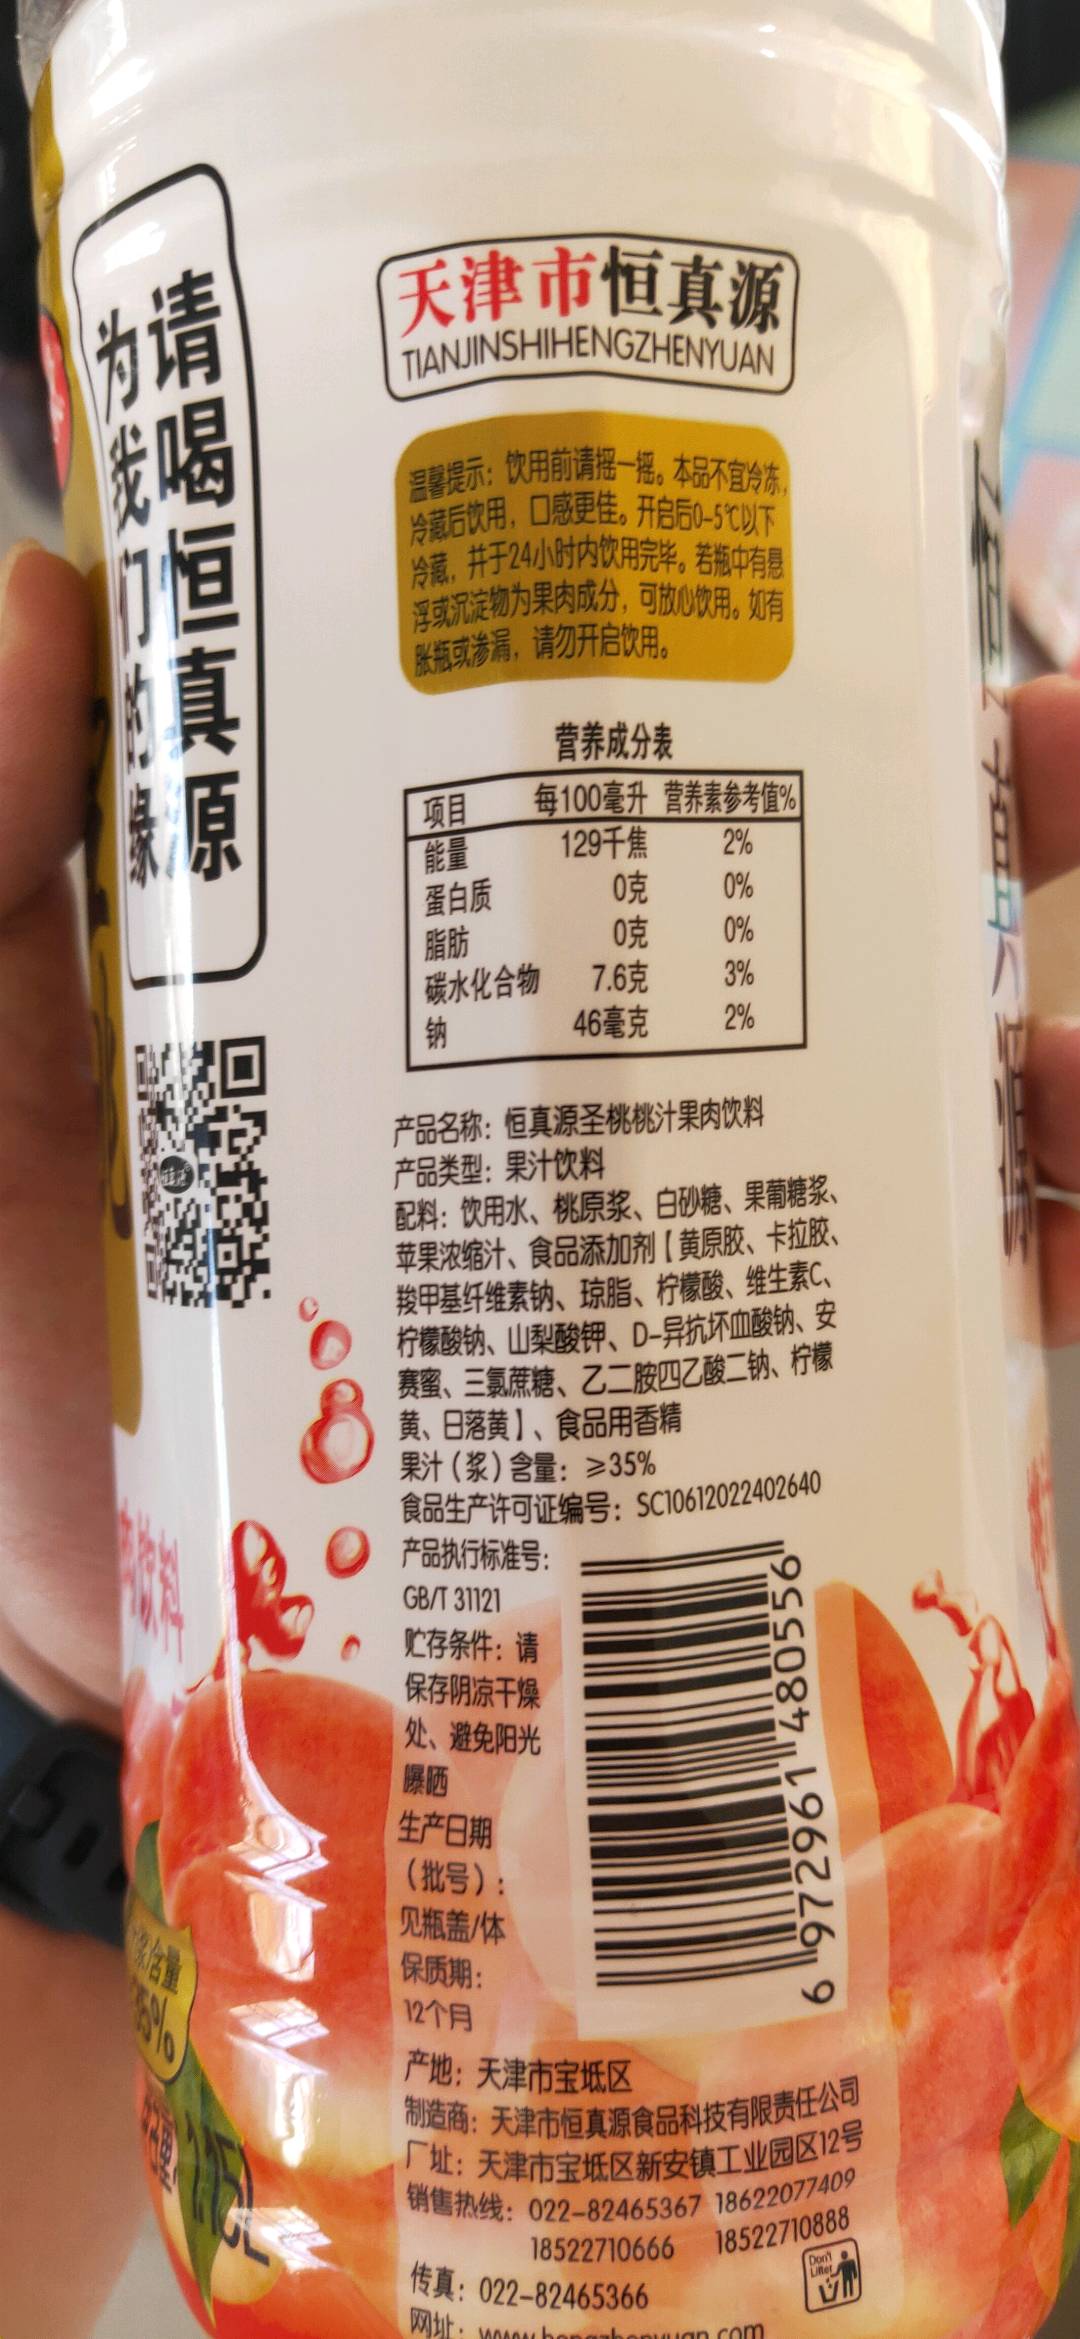 请喝恒真源
为我们的缘
天津市恒真源
TIANJINSHIHENGZHENYUAN
温馨提示：饮用前请摇一摇。本品不宜冷冻，
冷藏后饮用，口感更佳。开启后0-5℃以下
冷藏，并于24小时内饮用完毕。若瓶中有悬
浮或沉淀物为果肉成分，可放心饮用。如有
胀瓶或渗漏，请勿开启饮用。
营养成分表
项目 每100毫升 营养素参考值%
能量 129千焦 2%
蛋白质 0克 0%
脂肪 0克 0%
碳水化合物 7.6克 3%
钠 46毫克 2%
产品名称：恒真源圣桃桃汁果肉饮料
产品类型：果汁饮料
配料：饮用水、桃原浆、白砂糖、果葡糖浆、
苹果浓缩汁、食品添加剂【黄原胶、卡拉胶、
羧甲基纤维素钠、琼脂、柠檬酸、维生素C、
柠檬酸钠、山梨酸钾、D-异抗坏血酸钠、安
赛蜜、三氯蔗糖、乙二胺四乙酸二钠、柠檬
黄、日落黄】、食品用香精
果汁（浆）含量：≥35%
食品生产许可证编号：SC10612022402640
产品执行标准号：
GB/T 31121
贮存条件：请
保存阴凉干燥
处、避免阳光
曝晒
生产日期
（批号）：
见瓶盖/体
保质期：
12个月
6 972961 480556
产地：天津市宝坻区
制造商：天津市恒真源食品科技有限责任公司
厂址：天津市宝坻区新安镇工业园区12号
销售热线：022-82465367 18622077409
18522710666 18522710888
传真：022-82465366
网址：www.hengzhenyuan.com
Don't
Litter
肉饮料
含量
35%
1.15L